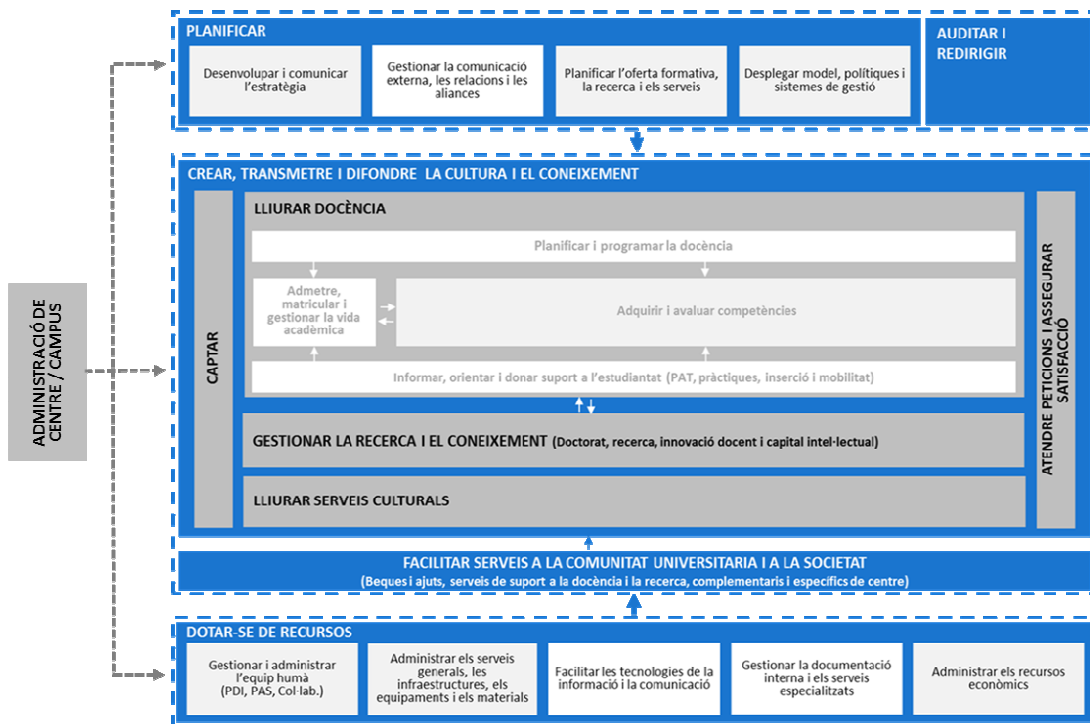 PLANIFICAR
Desenvolupar i comunicar
l'estratègia
Gestionar la comunicació
externa, les relacions i les
aliances
Planificar l'oferta formativa,
la recerca i els serveis
Desplegar model, polítiques i
sistemes de gestió
AUDITAR I
REDIRIGIR
ADMINISTRACIÓ DE
CENTRE / CAMPUS
CREAR, TRANSMETRE I DIFONDRE LA CULTURA I EL CONEIXEMENT
CAPTAR
LLIURAR DOCÈNCIA
Planificar i programar la docència
Admetre,
matricular i
gestionar la vida
acadèmica
Adquirir i avaluar competències
Informar, orientar i donar suport a l'estudiantat (PAT, pràctiques, inserció i mobilitat)
GESTIONAR LA RECERCA I EL CONEIXEMENT (Doctorat, recerca, innovació docent i capital intel·lectual)
LLIURAR SERVEIS CULTURALS
ATENDRE PETICIONS I ASSEGURAR
SATISFACCIÓ
FACILITAR SERVEIS A LA COMUNITAT UNIVERSITARIA I A LA SOCIETAT
(Beques i ajuts, serveis de suport a la docència i la recerca, complementaris i específics de centre)
DOTAR-SE DE RECURSOS
Gestionar i administrar
l'equip humà
(PDI, PAS, Col·lab.)
Administrar els serveis
generals, les
infraestructures, els
equipaments i els materials
Facilitar les tecnologies de la
informació i la comunicació
Gestionar la documentació
interna i els serveis
especialitzats
Administrar els recursos
econòmics